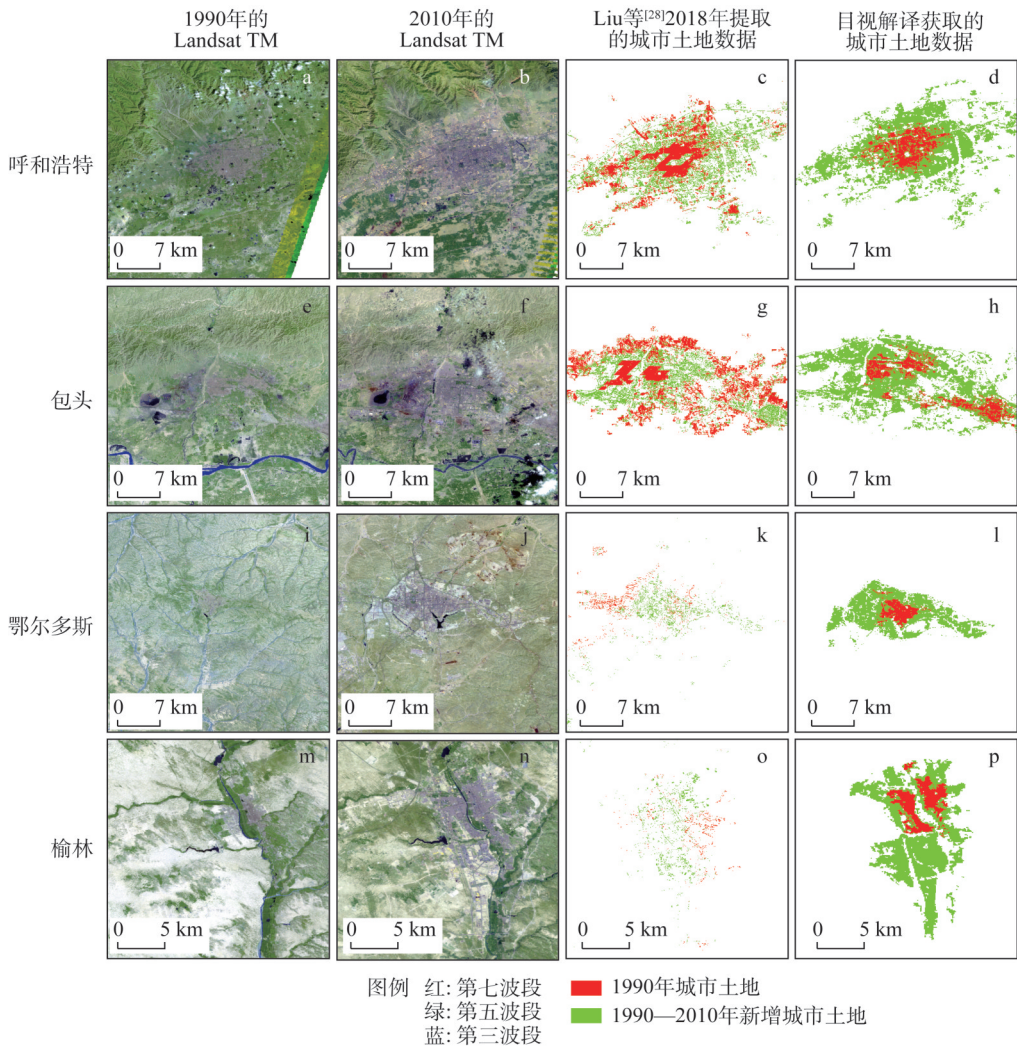 1990年的
Landsat TM
2010年的
Landsat TM
Liu等[28]2018年提取
的城市土地数据
目视解译获取的
城市土地数据
呼和浩特
a
0 7 km
b
0 7 km
c
0 7 km
d
0 7 km
包头
e
0 7 km
f
0 7 km
g
0 7 km
h
0 7 km
鄂尔多斯
i
0 7 km
j
0 7 km
k
0 7 km
l
0 7 km
榆林
m
0 5 km
n
0 5 km
o
0 5 km
p
0 5 km
图例 红: 第七波段
绿: 第五波段
蓝: 第三波段
1990年城市土地
1990—2010年新增城市土地